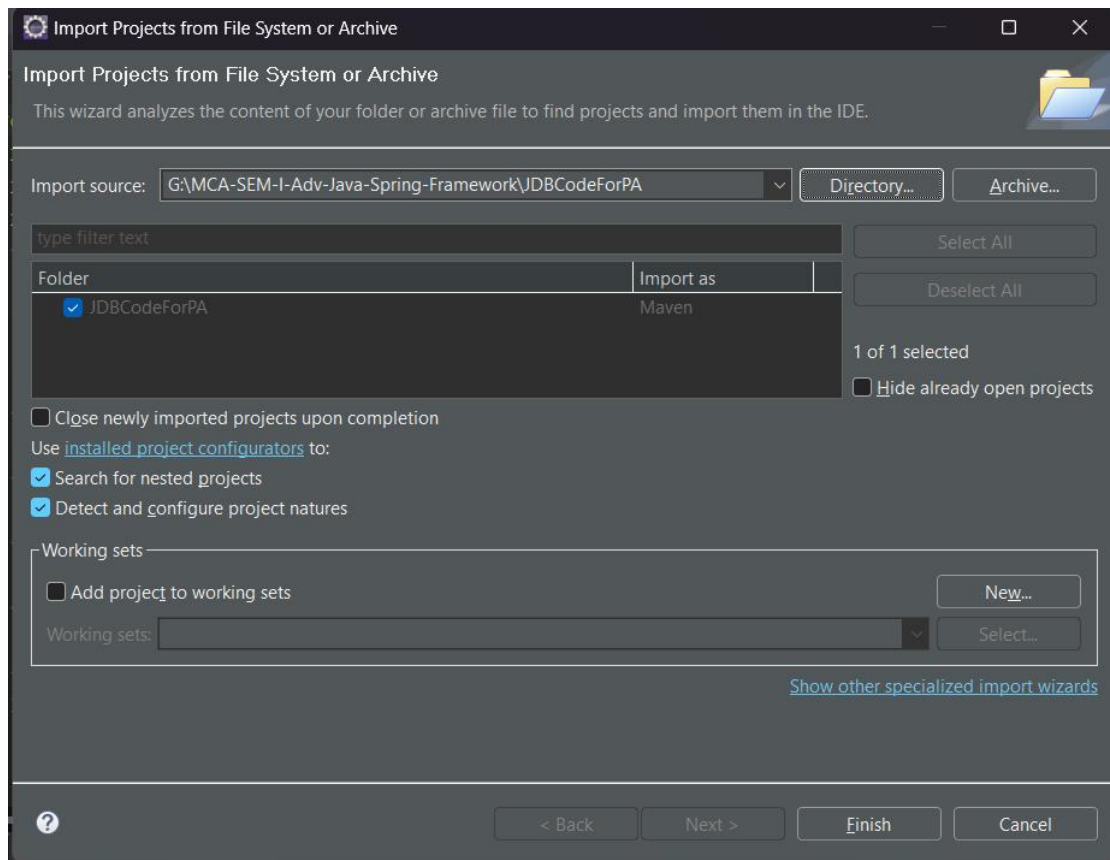 Import Projects from File System or Archive
Import Projects from File System or Archive
This wizard analyzes the content of your folder or archive file to find projects and import them in the IDE.
Import source: G:\MCA-SEM-I-Adv-Java-Spring-Framework\JDBCodeForPA Directory... Archive...
type filter text Select All
Folder Import as
Deselect All
JDBCodeForPA Maven
1 of 1 selected
Hide already open projects
Close newly imported projects upon completion
Use installed project configurators to:
Search for nested projects
Detect and configure project natures
Working sets
Add project to working sets New...
Working sets: Select...
Show other specialized import wizards
? < Back Next > Finish Cancel